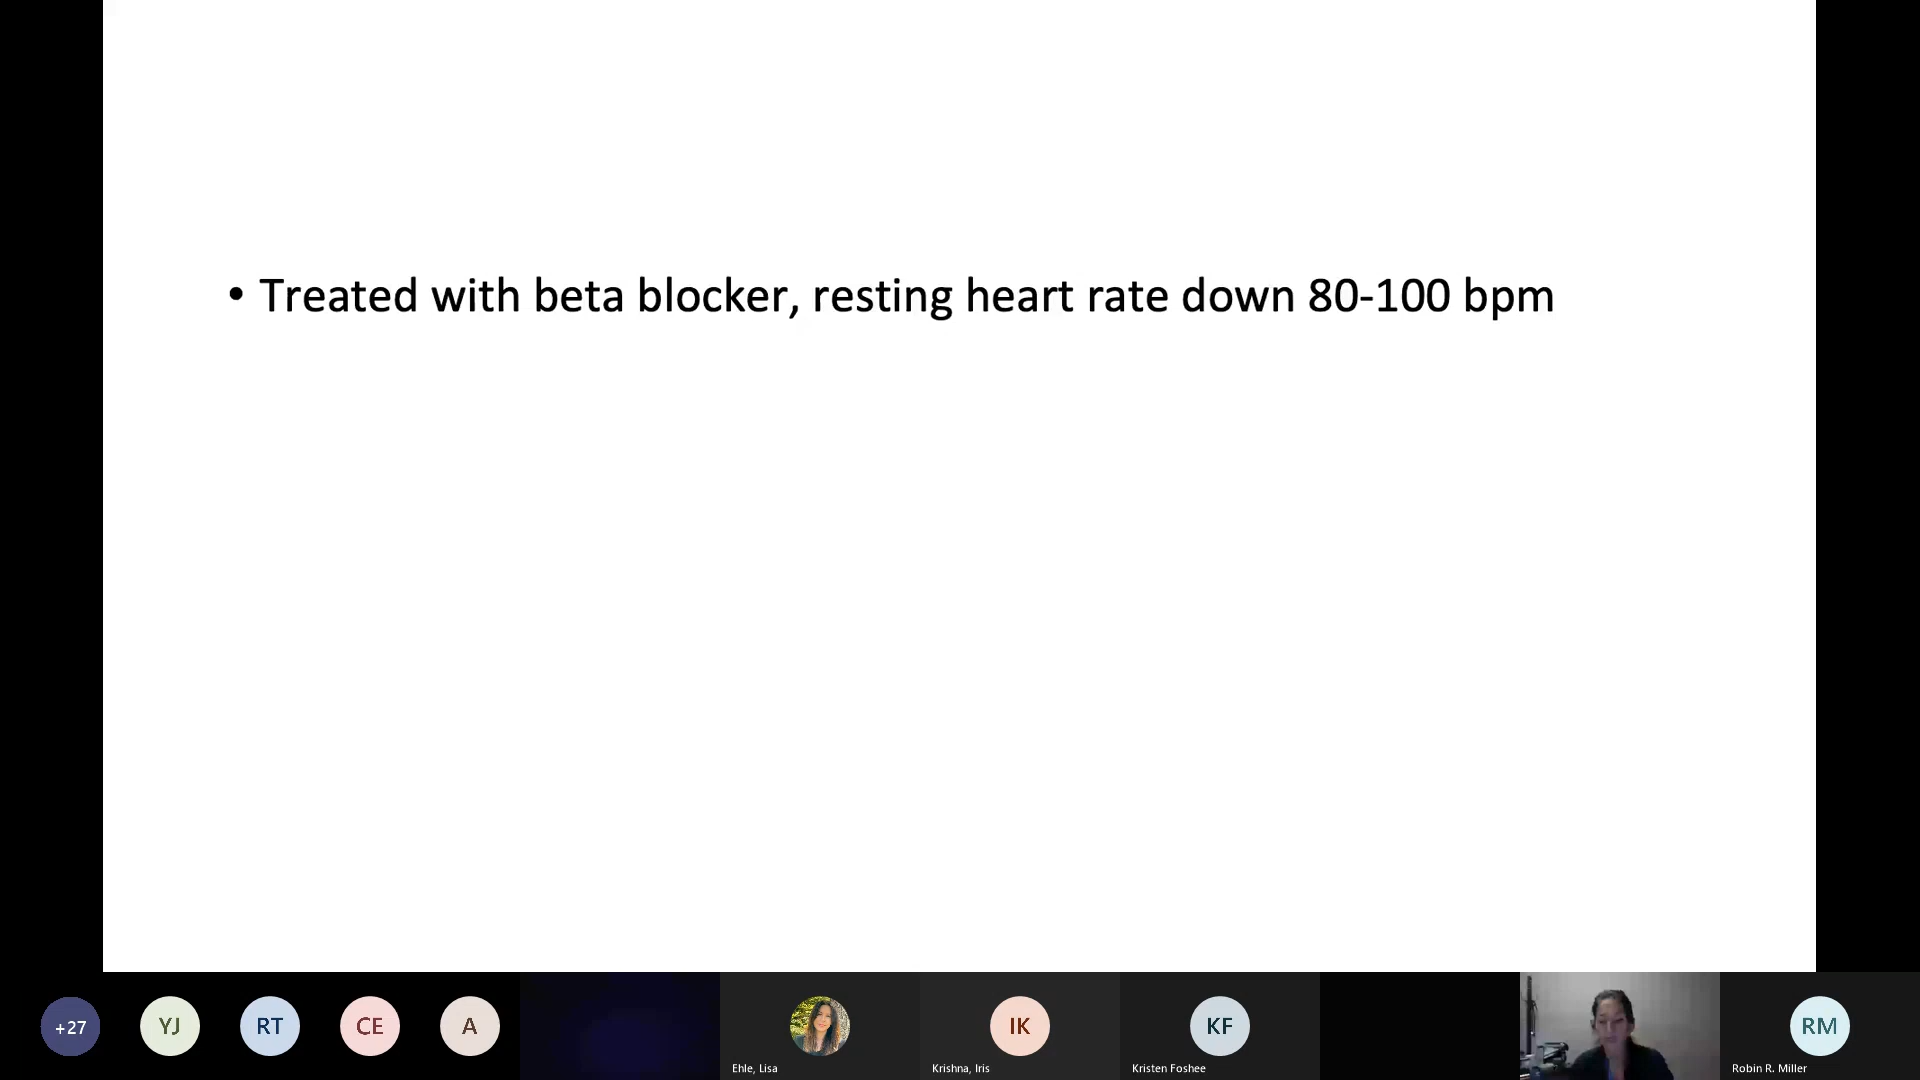 • Treated with beta blocker, resting heart rate down 80-100 bpm
+27
YJ
RT
CE
A
IK
KF
RM
Ehle, Lisa
Krishna, Iris
Kristen Foshee
Robin R. Miller